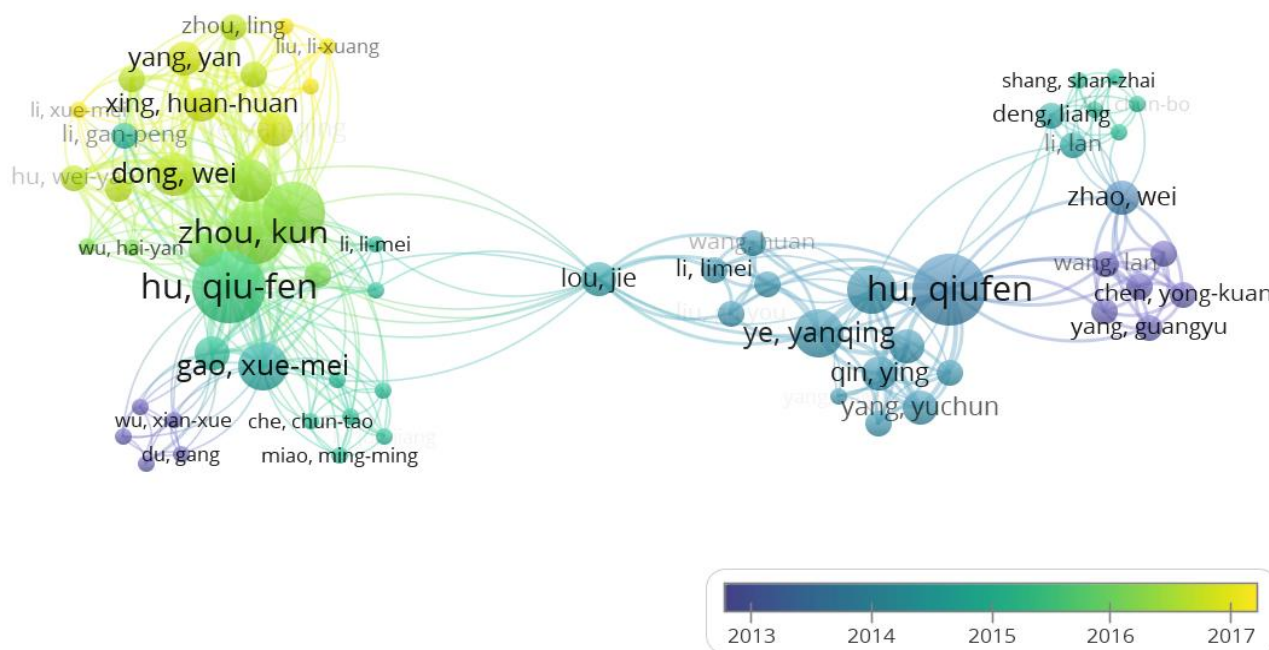 zhou, ling
liu, li-xuang
yang, yan
xing, huan-huan
li, gan-peng
dong, wei
zhou, kun
wu, hai-yan
li, li-mei
hu, qiu-fen
gao, xue-mei
wu, xian-xue
che, chun-tao
du, gang
miao, ming-ming
lou, jie
wang, huan
li, limei
hu, qiufen
ye, yanqing
qin, ying
yang, yuchun
shang, shan-zhai
deng, liang
li, lan
zhao, wei
wang, lan
chen, yong-kuan
yang, guangyu
2013 2014 2015 2016 2017